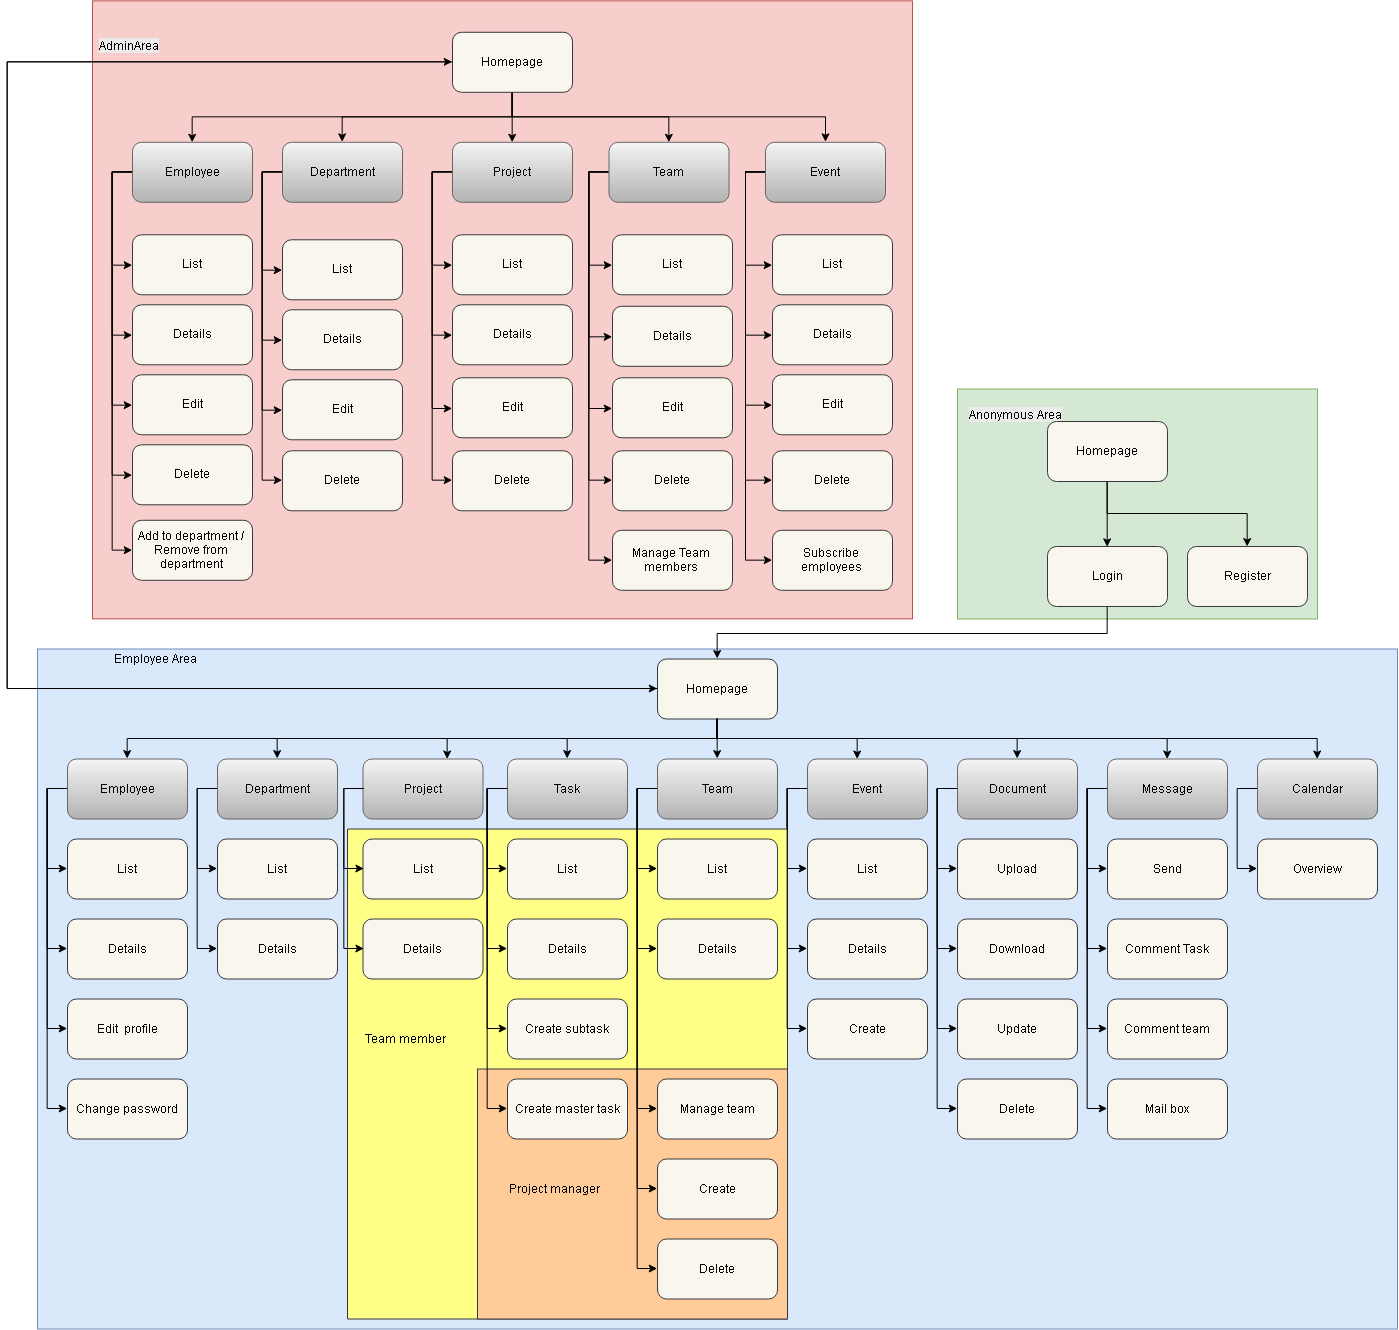 AdminArea
Homepage
Employee
Department
Project
Team
Event
List
List
List
List
List
Details
Details
Details
Details
Details
Edit
Edit
Edit
Edit
Edit
Delete
Delete
Delete
Delete
Delete
Add to department /
Remove from
department
Manage Team
members
Subscribe
employees
Anonymous Area
Homepage
Login
Register
Employee Area
Homepage
Employee
Department
Project
Task
Team
Event
Document
Message
Calendar
List
List
List
List
List
List
Upload
Send
Overview
Details
Details
Details
Details
Details
Details
Download
Comment Task
Edit profile
Team member
Create subtask
Create
Update
Comment team
Change password
Create master task
Manage team
Delete
Mail box
Project manager
Create
Delete